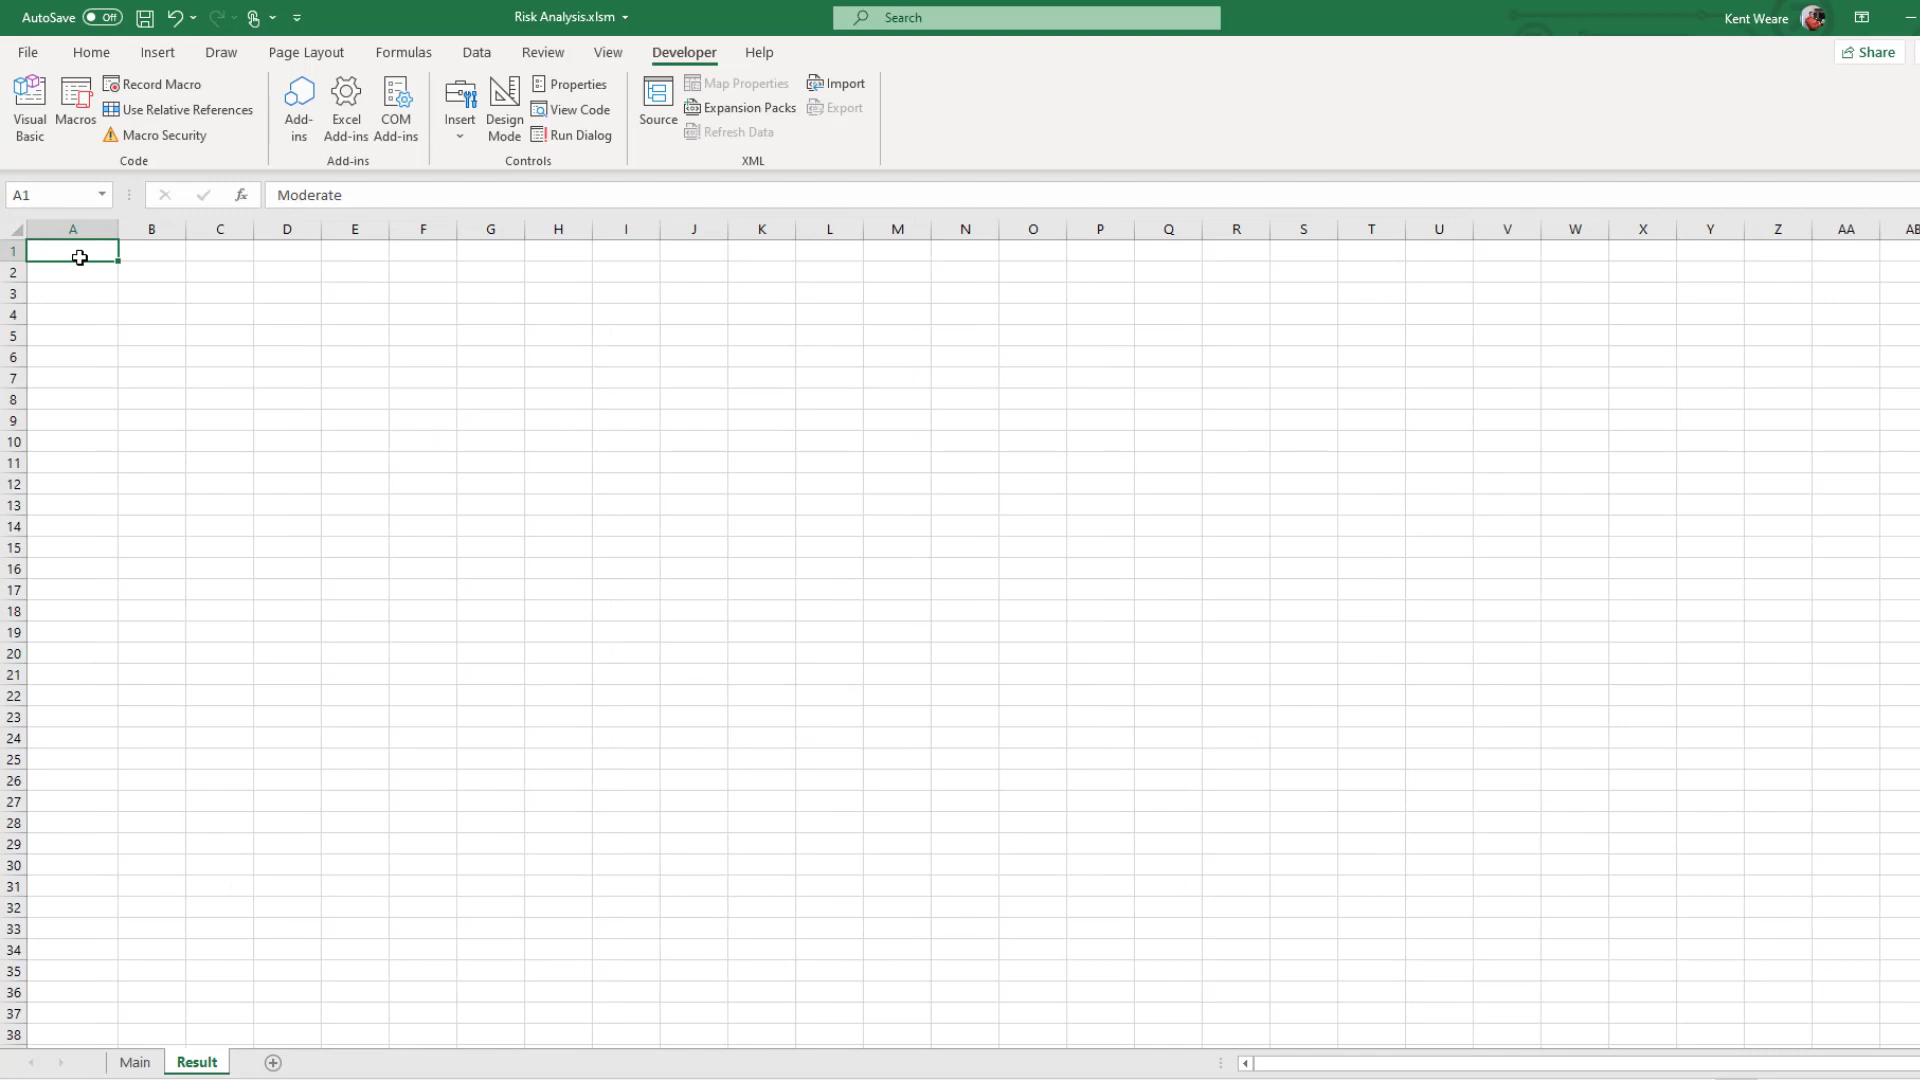 AutoSave Off Risk Analysis.xlsm Search Kent Weare
File Home Insert Draw Page Layout Formulas Data Review View Developer Help Share
Visual Basic
Macros
Record Macro
Use Relative References
Macro Security
Code
Add-ins
Excel Add-ins
COM Add-ins
Add-ins
Insert
Design Mode
Properties
View Code
Run Dialog
Controls
Source
Map Properties
Expansion Packs
Refresh Data
Import
Export
XML
A1 fx Moderate
A B C D E F G H I J K L M N O P Q R S T U V W X Y Z AA AB
1
2
3
4
5
6
7
8
9
10
11
12
13
14
15
16
17
18
19
20
21
22
23
24
25
26
27
28
29
30
31
32
33
34
35
36
37
38
Main Result